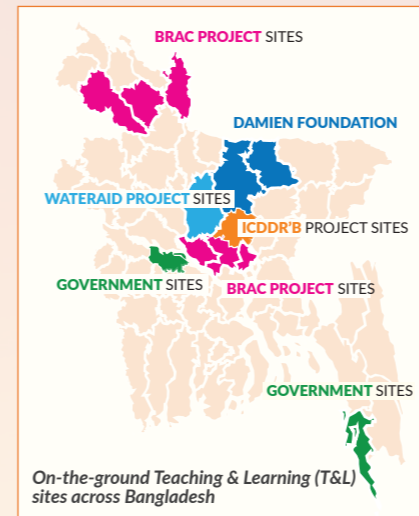 BRAC PROJECT SITES
DAMIEN FOUNDATION
WATERAID PROJECT SITES
ICDDR'B PROJECT SITES
GOVERNMENT SITES
BRAC PROJECT SITES
GOVERNMENT SITES
On-the-ground Teaching & Learning (T&L)
sites across Bangladesh